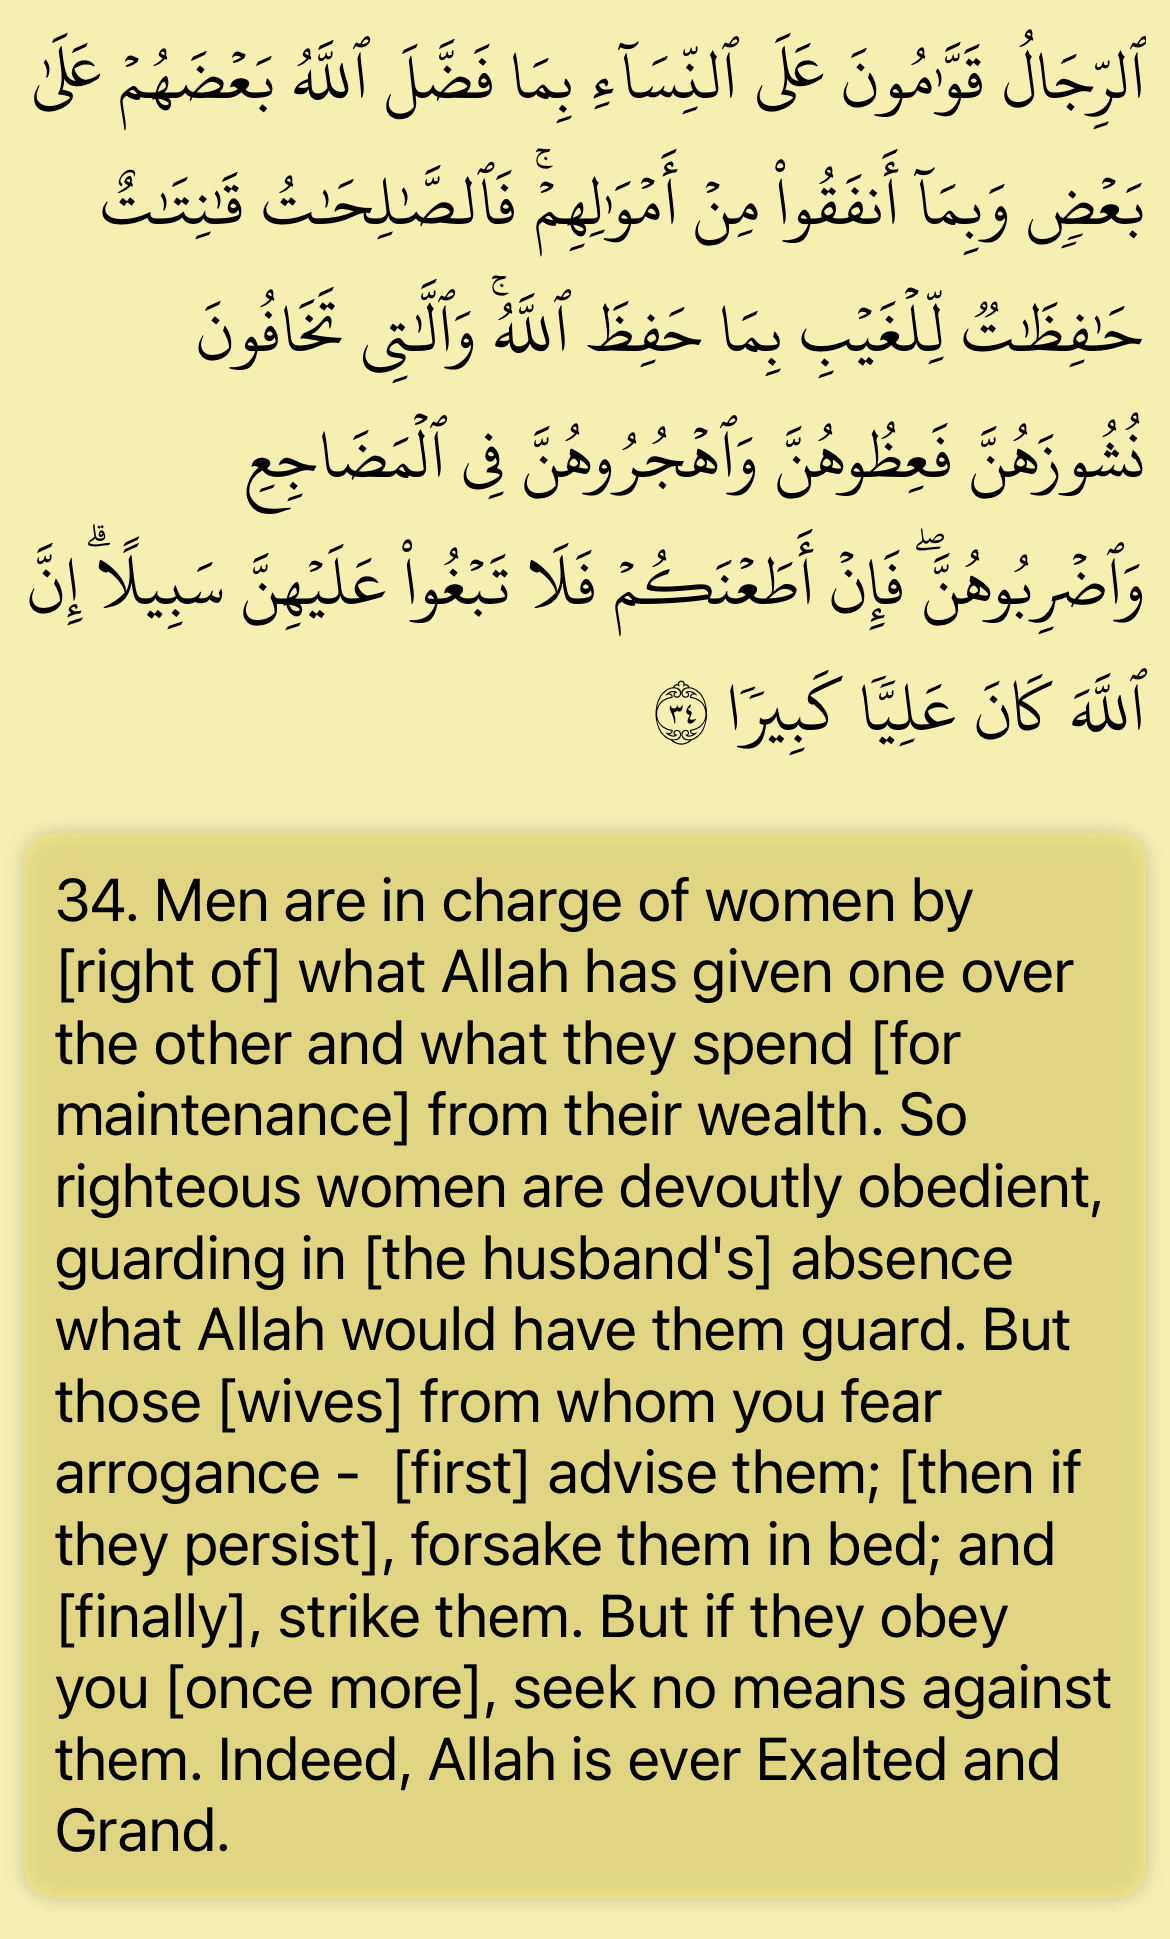 ٱلرِّجَالُ قَوَّٰمُونَ عَلَى ٱلنِّسَآءِ بِمَا فَضَّلَ ٱللَّهُ بَعۡضَهُمۡ عَلَىٰ
بَعۡضٖ وَبِمَآ أَنفَقُواْ مِنۡ أَمۡوَٰلِهِمۡۚ فَٱلصَّٰلِحَٰتُ قَٰنِتَٰتٌ
حَٰفِظَٰتٞ لِّلۡغَيۡبِ بِمَا حَفِظَ ٱللَّهُۚ وَٱلَّٰتِي تَخَافُونَ
نُشُوزَهُنَّ فَعِظُوهُنَّ وَٱهۡجُرُوهُنَّ فِي ٱلۡمَضَاجِعِ
وَٱضۡرِبُوهُنَّۖ فَإِنۡ أَطَعۡنَكُمۡ فَلَا تَبۡغُواْ عَلَيۡهِنَّ سَبِيلًاۗ إِنَّ
ٱللَّهَ كَانَ عَلِيّٗا كَبِيرٗا ٣٤
34. Men are in charge of women by
[right of] what Allah has given one over
the other and what they spend [for
maintenance] from their wealth. So
righteous women are devoutly obedient,
guarding in [the husband's] absence
what Allah would have them guard. But
those [wives] from whom you fear
arrogance -  [first] advise them; [then if
they persist], forsake them in bed; and
[finally], strike them. But if they obey
you [once more], seek no means against
them. Indeed, Allah is ever Exalted and
Grand.